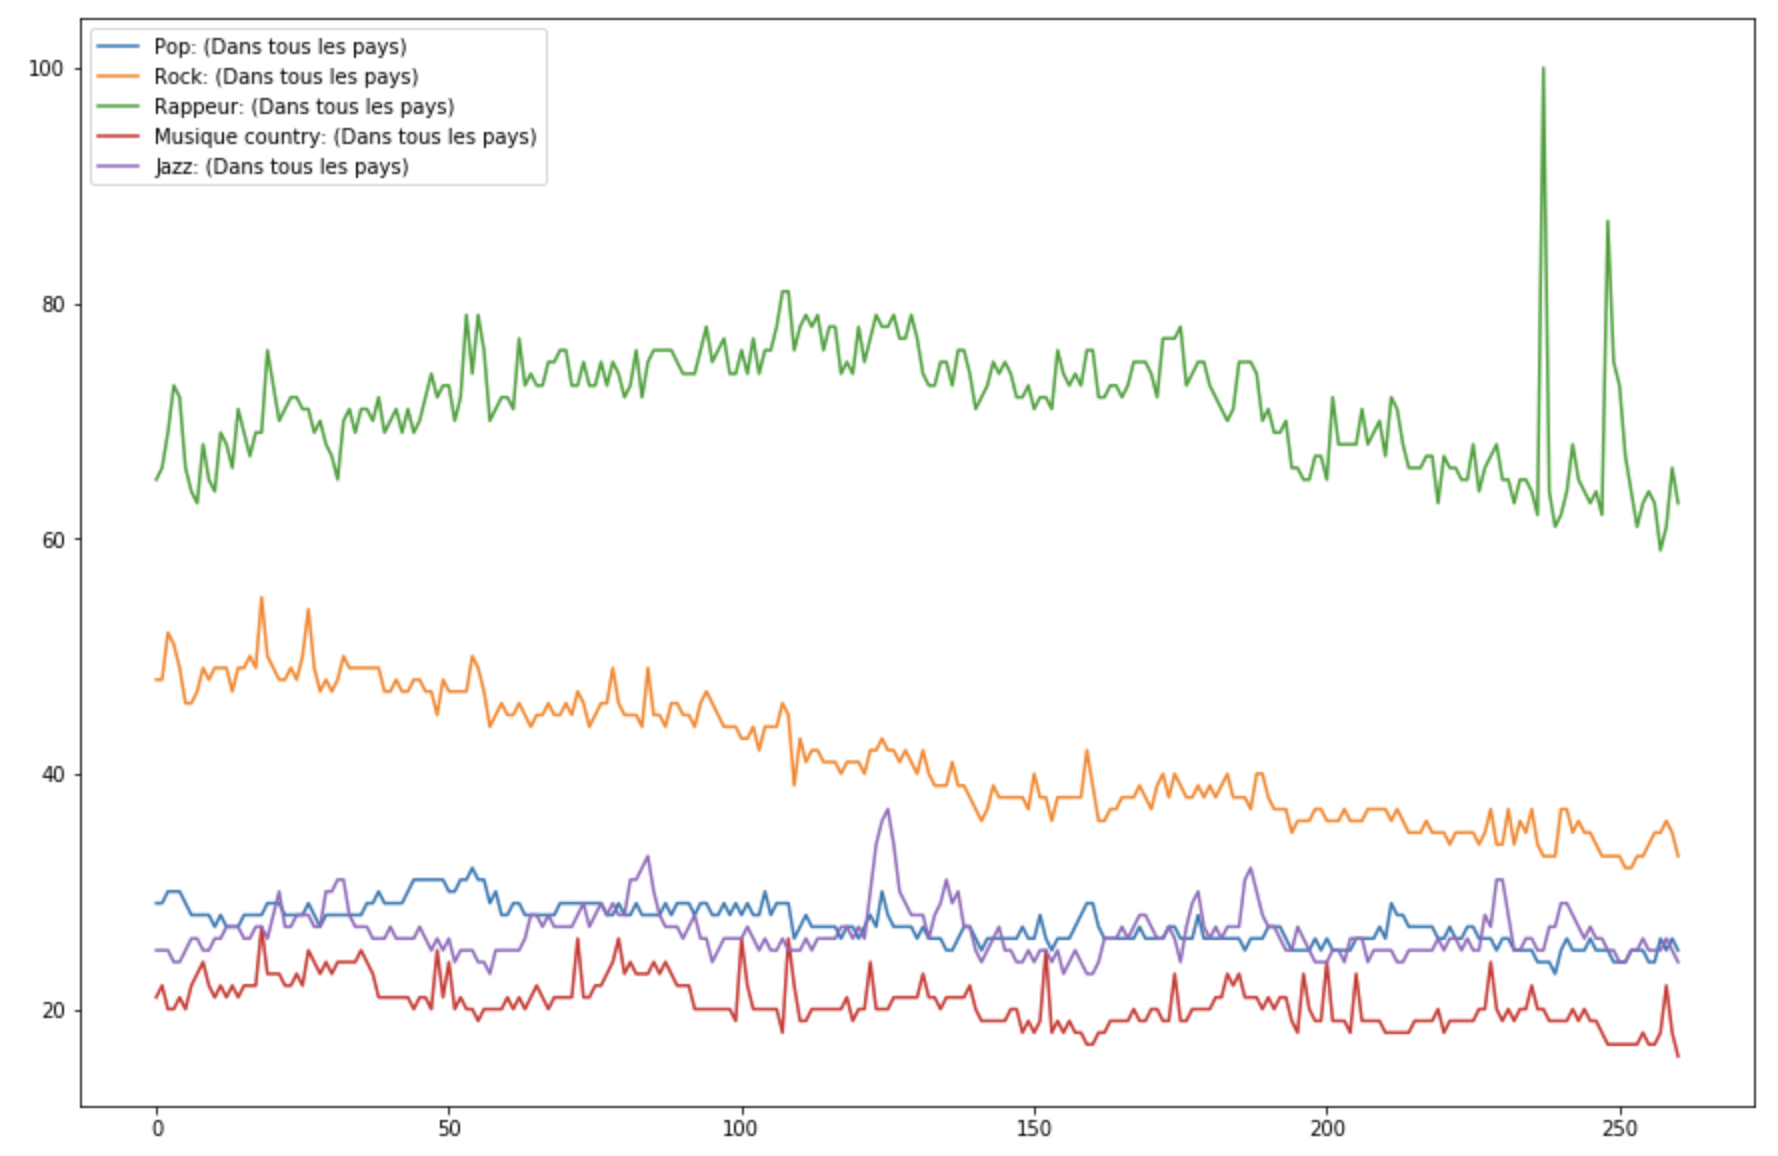 Pop: (Dans tous les pays)
Rock: (Dans tous les pays)
Rappeur: (Dans tous les pays)
Musique country: (Dans tous les pays)
Jazz: (Dans tous les pays)
100
80
60
40
20
0 50 100 150 200 250